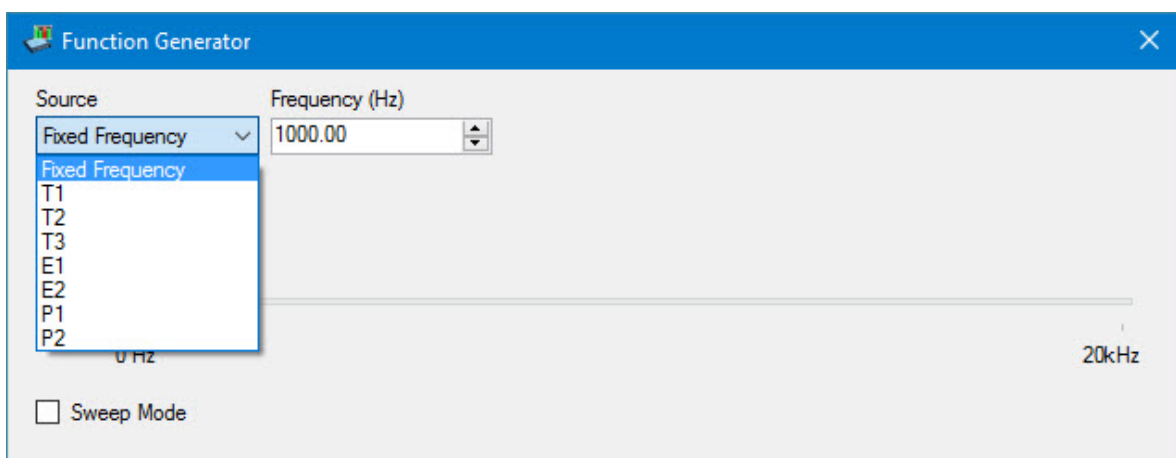 Function Generator
Source Frequency (Hz)
Fixed Frequency 1000.00
Fixed Frequency
T1
T2
T3
E1
E2
P1
P2
0 Hz 20kHz
Sweep Mode